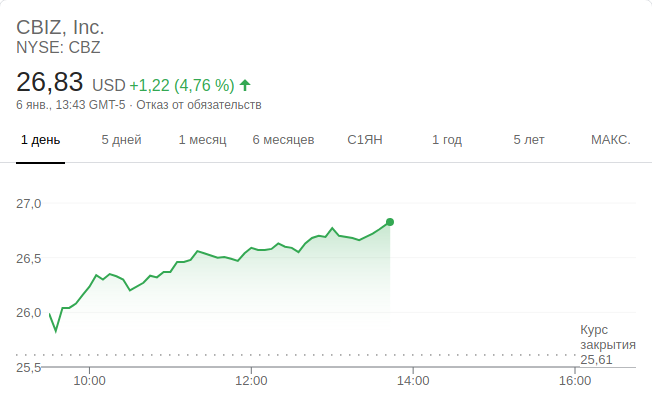 CBIZ, Inc.
NYSE: CBZ
26,83 USD +1,22 (4,76 %)
6 янв., 13:43 GMT-5 · Отказ от обязательств
1 день 5 дней 1 месяц 6 месяцев С1ЯН 1 год 5 лет МАКС.
27,0
26,5
26,0
Курс
закрытия
25,61
25,5
10:00 12:00 14:00 16:00